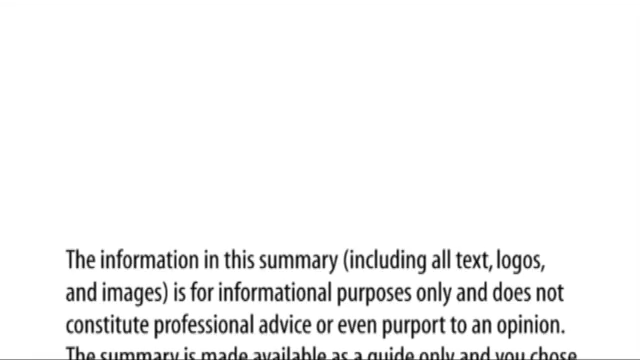 The information in this summary (including all text, logos,
and images) is for informational purposes only and does not
constitute professional advice or even purport to an opinion.
The summary is made available as a guide only and you chose